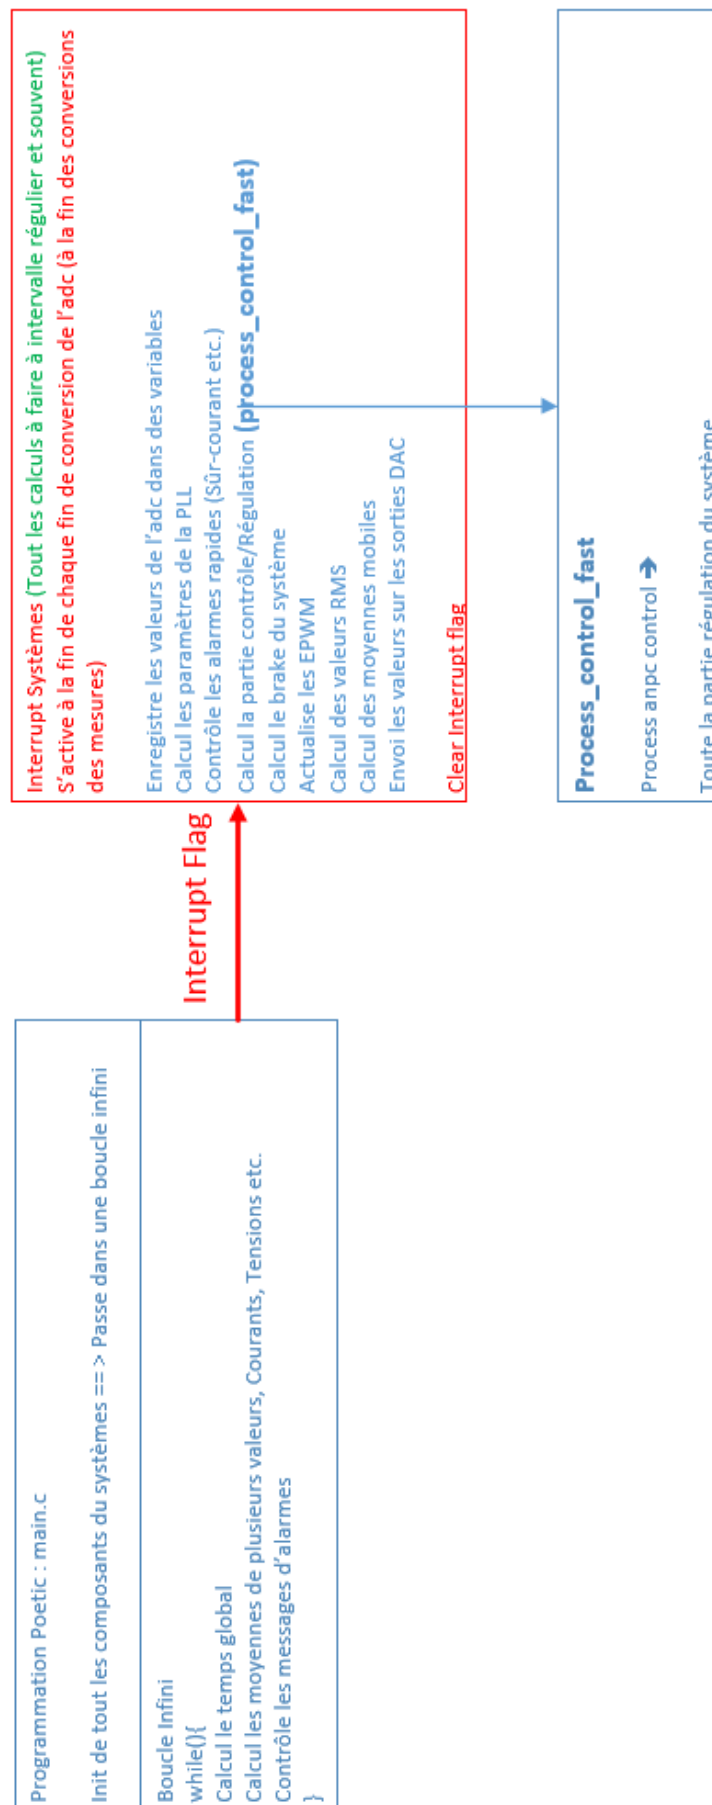 Programmation Poetic : main.c
Init de tout les composants du systèmes == > Passe dans une boucle infini
Boucle Infini
while(){
Calcul le temps global
Calcul les moyennes de plusieurs valeurs, Courants, Tensions etc.
Contrôle les messages d'alarmes
}
Interrupt Flag
Interrupt Systèmes (Tout les calculs à faire à intervalle régulier et souvent)
S'active à la fin de chaque fin de conversion de l'adc (à la fin des conversions
des mesures)
Enregistre les valeurs de l'adc dans des variables
Calcul les paramètres de la PLL
Contrôle les alarmes rapides (Sûr-courant etc.)
Calcul la partie contrôle/Régulation (process_control_fast)
Calcul le brake du système
Actualise les EPWM
Calcul des valeurs RMS
Calcul des moyennes mobiles
Envoi les valeurs sur les sorties DAC
Clear Interrupt flag
Process_control_fast
Process anpc control ➔
Toute la partie régulation du système